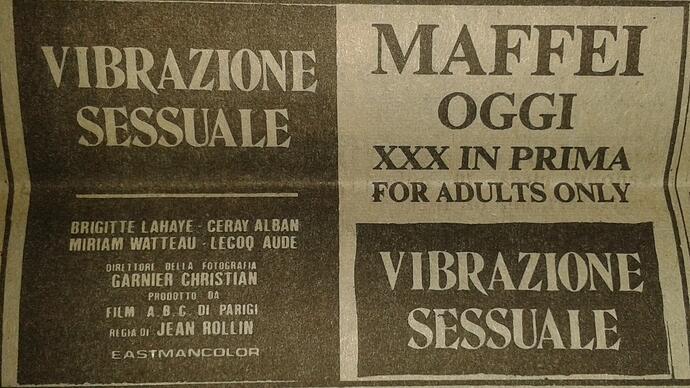 VIBRAZIONE
SESSUALE
BRIGITTE LAHAYE - CERAY ALBAN
MIRIAM WATTEAU - LECOQ AUDE
DIRETTORE DELLA FOTOGRAFIA
GARNIER CHRISTIAN
PRODOTTO DA
FILM A.B.C. DI PARIGI
REGIA DI JEAN ROLLIN
EASTMANCOLOR
MAFFEI
OGGI
XXX IN PRIMA
FOR ADULTS ONLY
VIBRAZIONE
SESSUALE